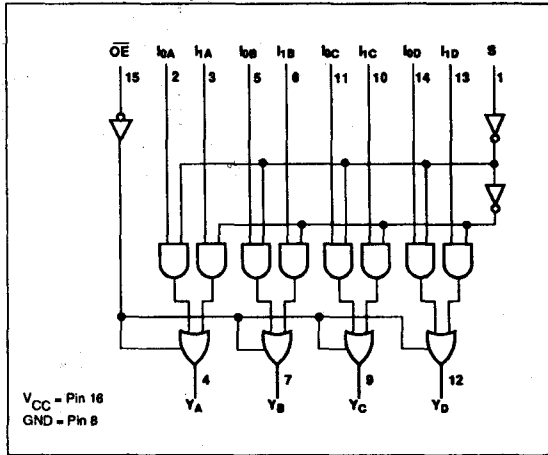 OE I0A I1A I0B I1B I0C I1C I0D I1D S
15 2 3 5 6 11 10 14 13 1
4 7 9 12
VCC = Pin 16
GND = Pin 8
YA YB YC YD